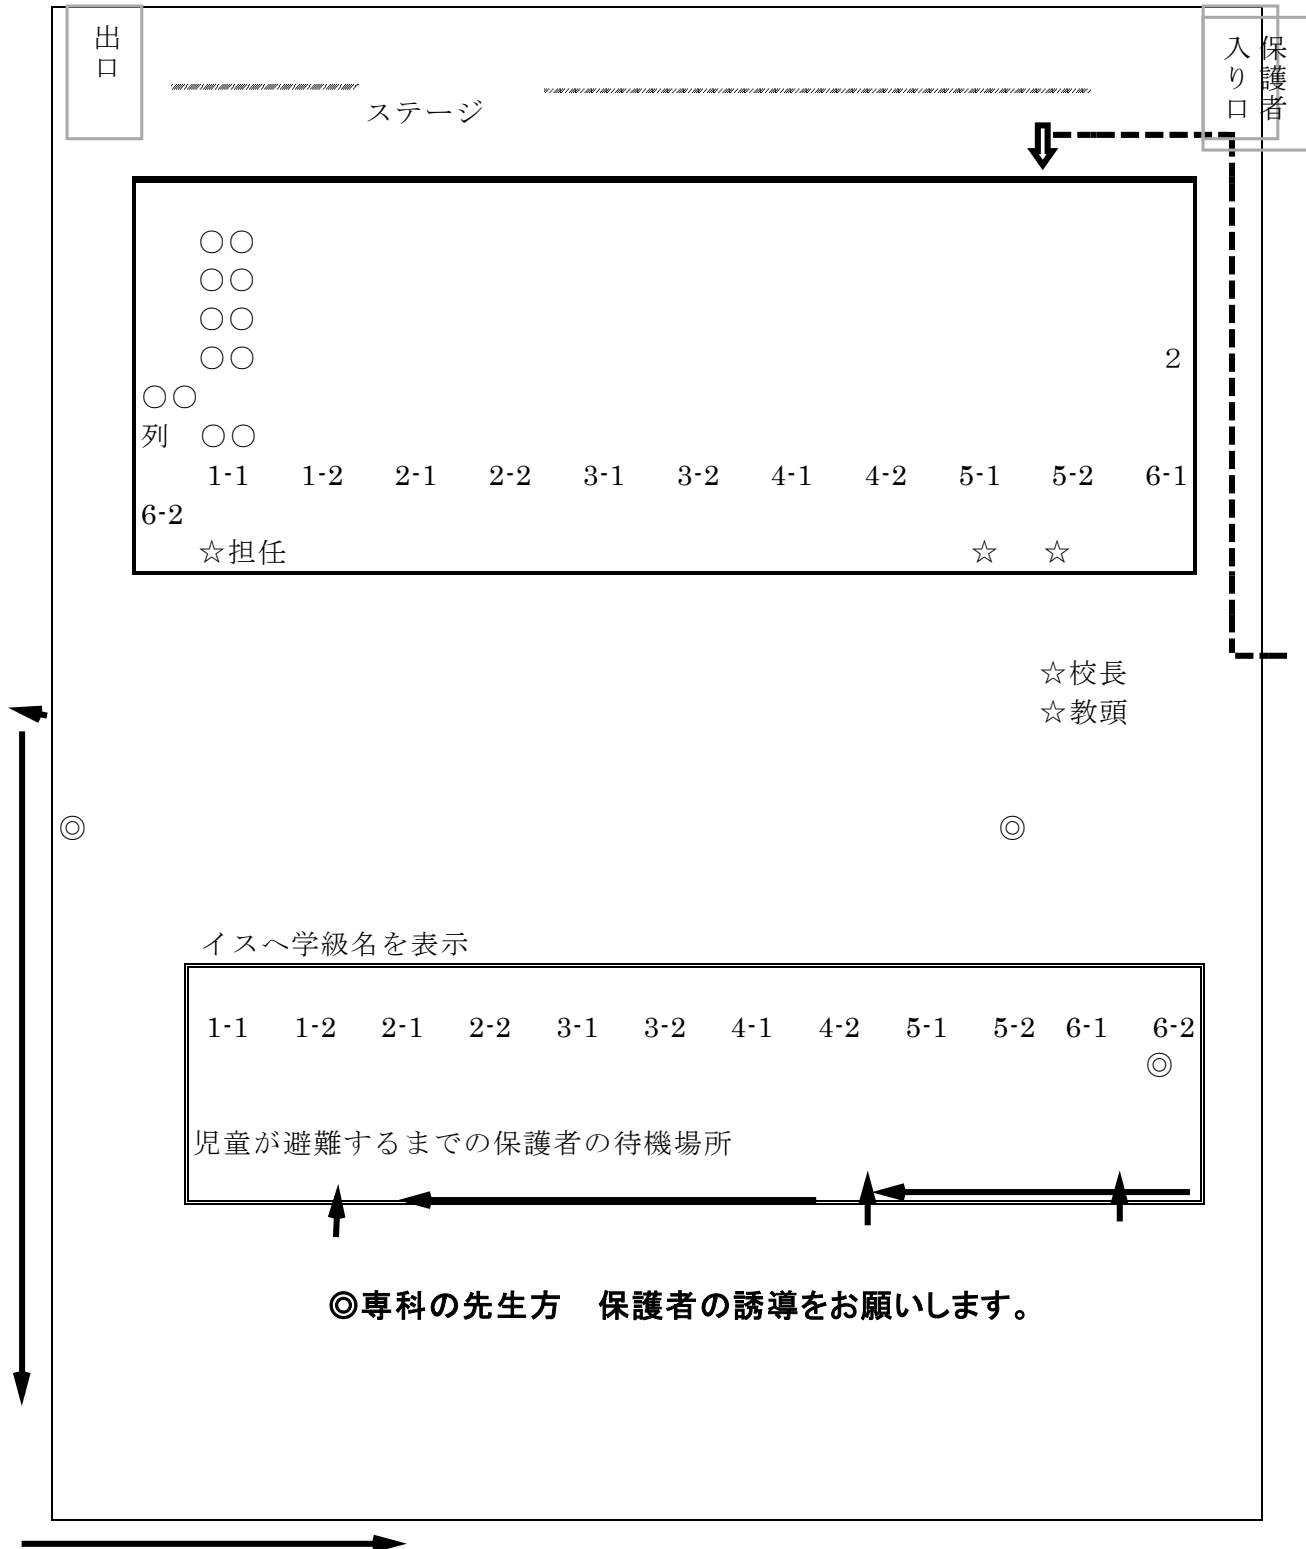 出口
保護者
入り口
ステージ
○○
○○
○○
○○ 2
○○
列 ○○
1-1 1-2 2-1 2-2 3-1 3-2 4-1 4-2 5-1 5-2 6-1
6-2
☆担任 ☆ ☆
☆校長
☆教頭
◎ ◎
イスへ学級名を表示
1-1 1-2 2-1 2-2 3-1 3-2 4-1 4-2 5-1 5-2 6-1 6-2
◎
児童が避難するまでの保護者の待機場所
◎専科の先生方　保護者の誘導をお願いします。